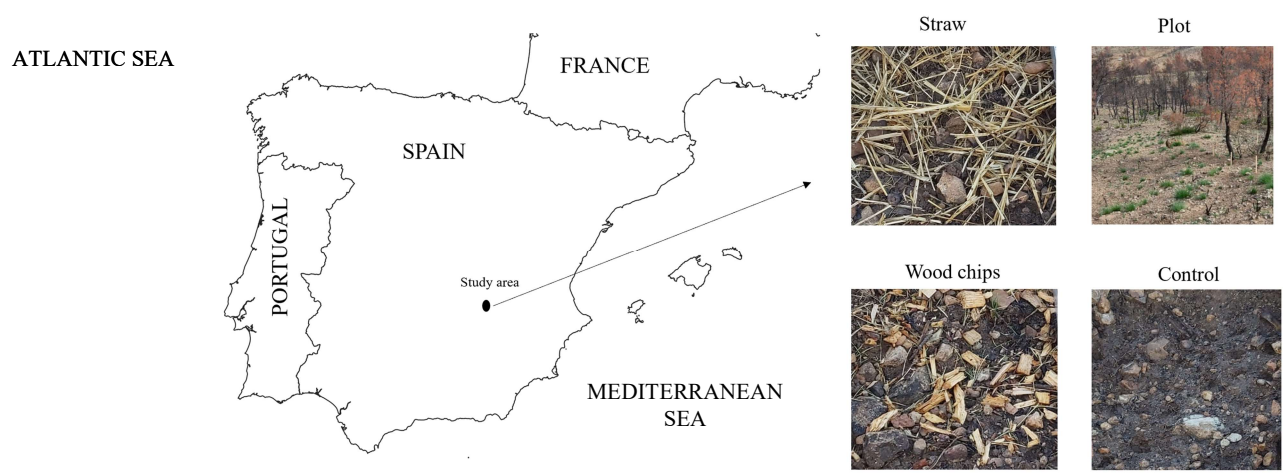 ATLANTIC SEA
FRANCE
SPAIN
PORTUGAL
Study area
MEDITERRANEAN
SEA
Straw
Plot
Wood chips
Control